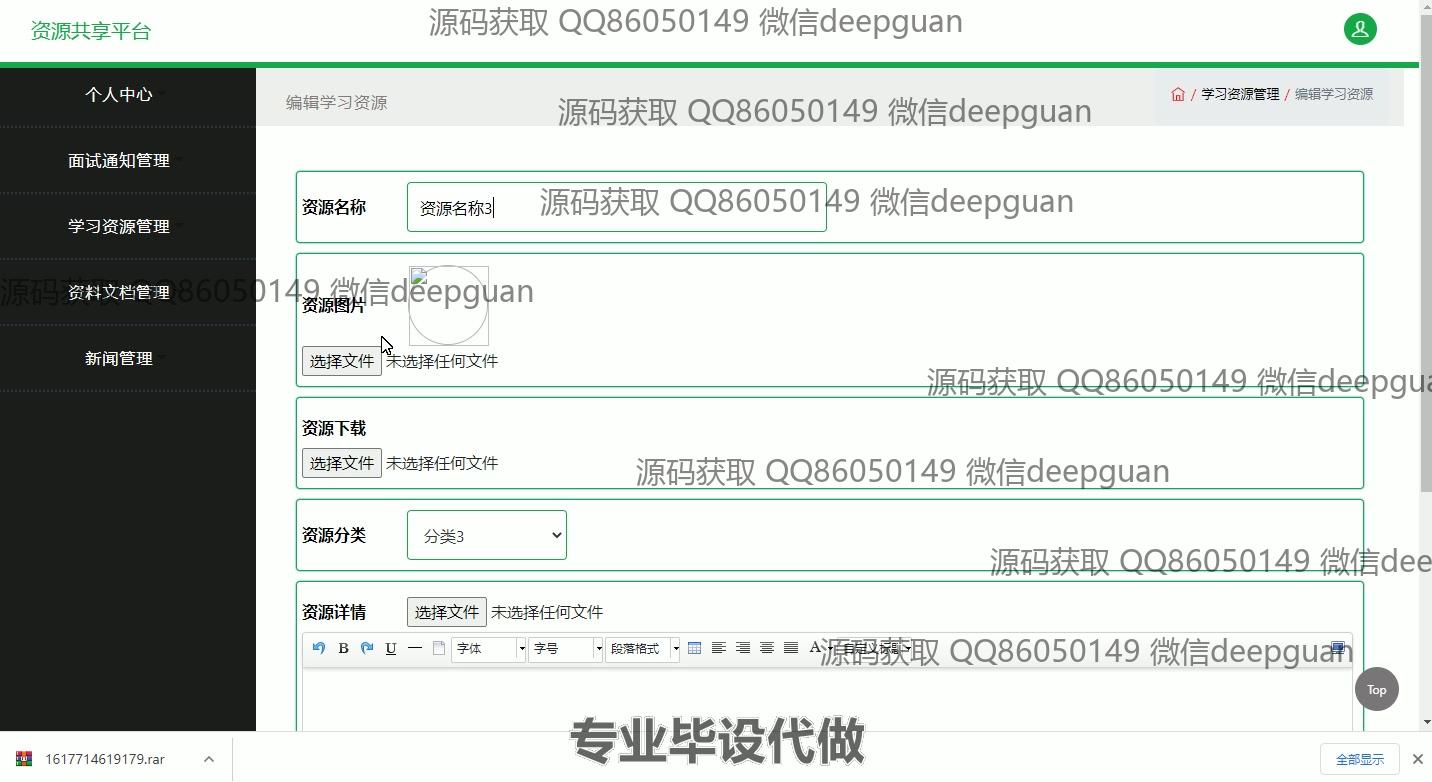 资源共享平台
源码获取 QQ86050149 微信deepguan
个人中心
编辑学习资源
源码获取 QQ86050149 微信deepguan
/ 学习资源管理 / 编辑学习资源
面试通知管理
资源名称
资源名称3
源码获取 QQ86050149 微信deepguan
学习资源管理
资料文档管理
源码获取 QQ86050149 微信deepguan
资源图片
选择文件 未选择任何文件
新闻管理
源码获取 QQ86050149 微信deepgua
资源下载
选择文件 未选择任何文件
源码获取 QQ86050149 微信deepguan
资源分类
分类3
源码获取 QQ86050149 微信dee
资源详情
选择文件 未选择任何文件
B U 字体 字号 段落格式 A 自定义标题
源码获取 QQ86050149 微信deepguan
Top
专业毕设代做
1617714619179.rar
全部显示